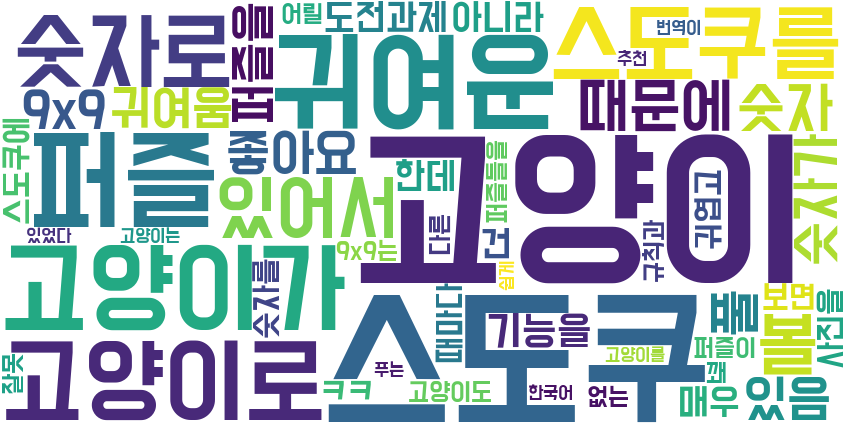 어릴 도전과제 아니라 번역이
숫자로 퍼즐을 귀여운 스도쿠를
추천
9x9 귀여움 때문에 숫자
스도쿠에 퍼즐 좋아요 한데 퍼즐들을 고양이 귀엽고 숫자가
있어서 다른 건 규칙과
있었다 고양이는 9x9는 쉽게
고양이가 숫자를 때마다 기능을 풀 보면 사진을
스도쿠 볼
고양이로 고양이를 퍼즐이
잘못 ㅋㅋ 푸는 고양이도 한국어 없는 꽤 매우 있음